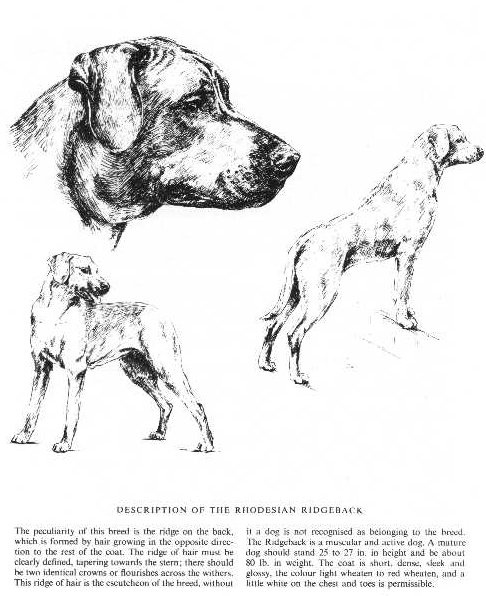 DESCRIPTION OF THE RHODESIAN RIDGEBACK
The peculiarity of this breed is the ridge on the back,
which is formed by hair growing in the opposite direc-
tion to the rest of the coat. The ridge of hair must be
clearly defined, tapering towards the stern; there should
be two identical crowns or flourishes across the withers.
This ridge of hair is the escutcheon of the breed, without
it a dog is not recognised as belonging to the breed.
The Ridgeback is a muscular and active dog. A mature
dog should stand 25 to 27 in. in height and be about
80 lb. in weight. The coat is short, dense, sleek and
glossy, the colour light wheaten to red wheaten, and a
little white on the chest and toes is permissible.